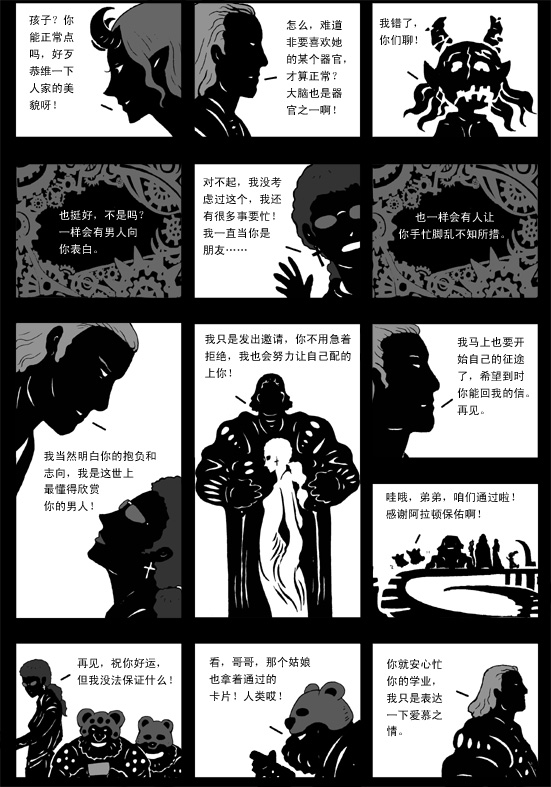 孩子？你
能正常点
吗，好歹
恭维一下
人家的美
貌呀！
怎么，难道
非要喜欢她
的某个器官，
才算正常？
大脑也是器
官之一啊！
我错了，
你们聊！
也挺好，不是吗？
一样会有男人向
你表白。
对不起，我没考
虑过这个，我还
有很多事要忙！
我一直当你是
朋友……
也一样会有人让
你手忙脚乱不知所措。
我当然明白你的抱负和
志向，我是这世上
最懂得欣赏
你的男人！
我只是发出邀请，你不用急着
拒绝，我也会努力让自己配的
上你！
我马上也要开
始自己的征途
了，希望到时
你能回我的信。
再见。
哇哦，弟弟，咱们通过啦！
感谢阿拉顿保佑啊！
再见，祝你好运，
但我没法保证什么！
看，哥哥，那个姑娘
也拿着通过的
卡片！人类哎！
你就安心忙
你的学业，
我只是表达
一下爱慕之
情。